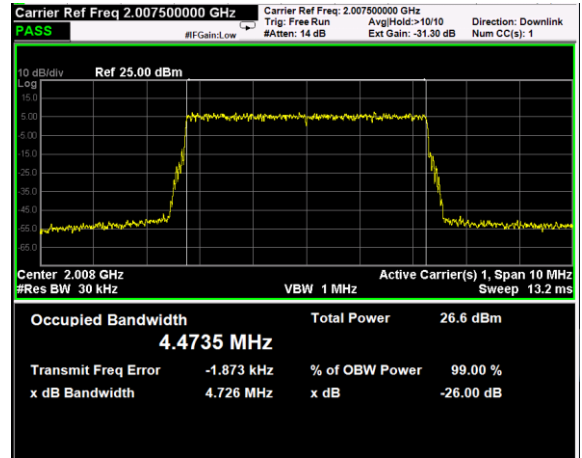 Carrier Ref Freq 2.007500000 GHz
Carrier Ref Freq: 2.007500000 GHz
Trig: Free Run Avg|Hold:>10/10 Direction: Downlink
PASS #IFGain:Low #Atten: 14 dB Ext Gain: -31.30 dB Num CC(s): 1
10 dB/div Ref 25.00 dBm
Log
15.0
5.00
-5.00
-15.0
-25.0
-35.0
-45.0
-55.0
-65.0
Center 2.008 GHz Active Carrier(s) 1, Span 10 MHz
#Res BW 30 kHz VBW 1 MHz Sweep 13.2 ms
Occupied Bandwidth Total Power 26.6 dBm
4.4735 MHz
Transmit Freq Error -1.873 kHz % of OBW Power 99.00 %
x dB Bandwidth 4.726 MHz x dB -26.00 dB